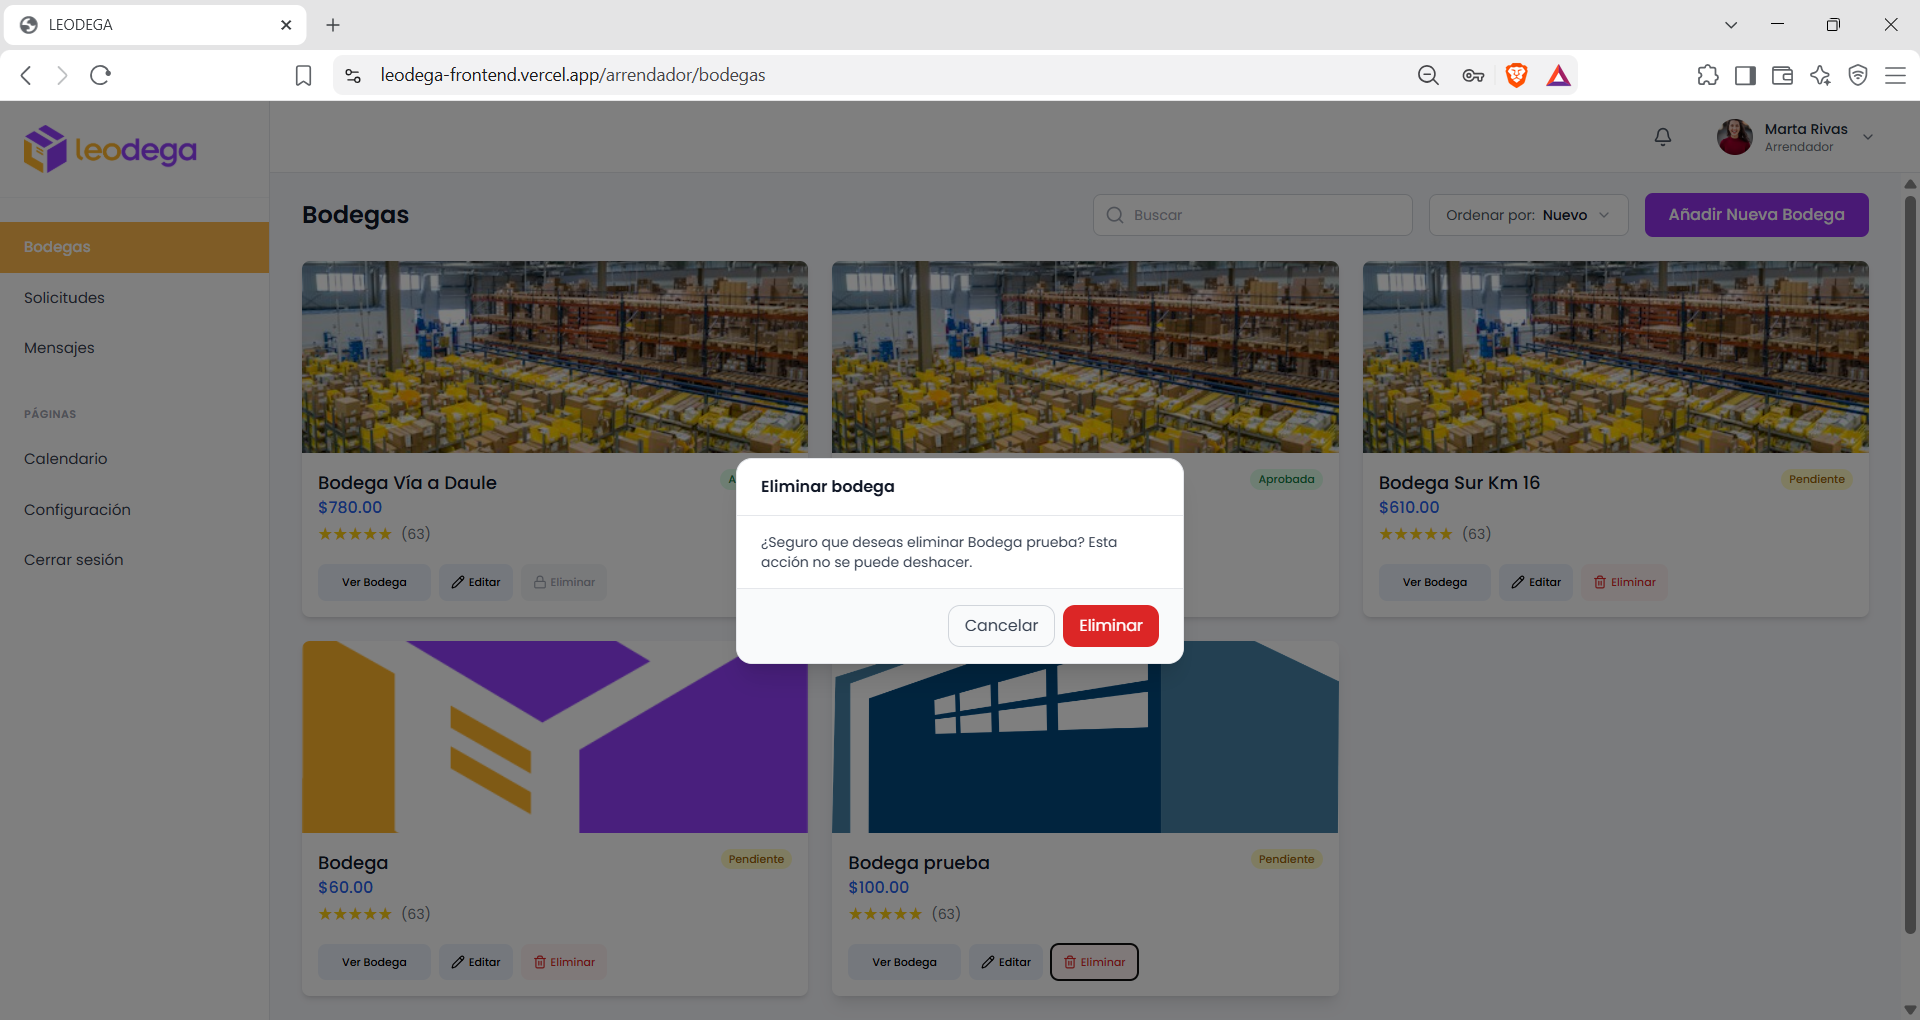 LEODEGA
leodega-frontend.vercel.app/arrendador/bodegas
leodega
Marta Rivas
Arrendador
Bodegas
Solicitudes
Mensajes
PÁGINAS
Calendario
Configuración
Cerrar sesión
Bodegas
Buscar
Ordenar por: Nuevo
Añadir Nueva Bodega
Bodega Vía a Daule
$780.00
★★★★★ (63)
Ver Bodega
Editar
Eliminar
Aprobada
Bodega Sur Km 16
Pendiente
$610.00
★★★★★ (63)
Ver Bodega
Editar
Eliminar
Eliminar bodega
¿Seguro que deseas eliminar Bodega prueba? Esta
acción no se puede deshacer.
Cancelar
Eliminar
Bodega
Pendiente
$60.00
★★★★★ (63)
Ver Bodega
Editar
Eliminar
Bodega prueba
Pendiente
$100.00
★★★★★ (63)
Ver Bodega
Editar
Eliminar